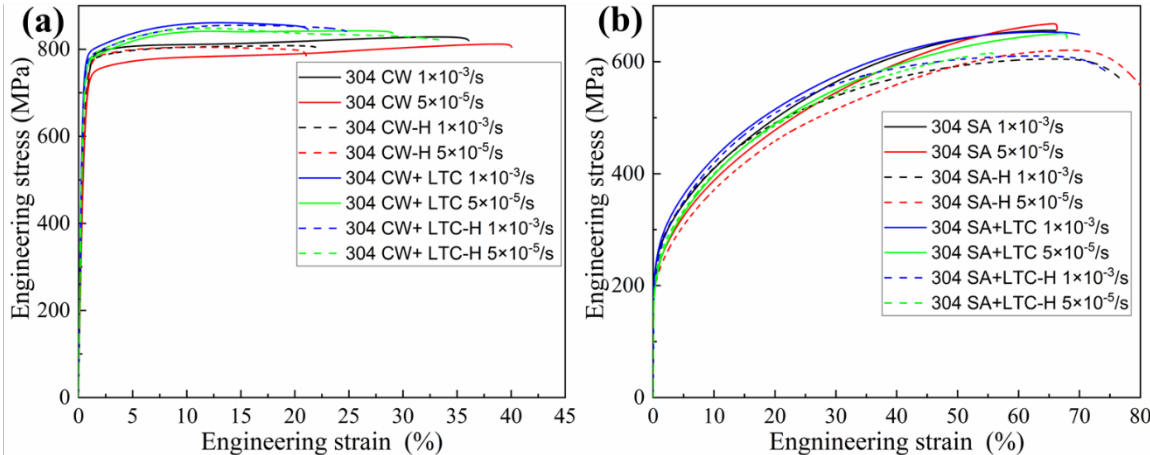 (a)
Engineering stress (MPa)
800
600
400
200
0
304 CW 1×10⁻³/s
304 CW 5×10⁻⁵/s
304 CW-H 1×10⁻³/s
304 CW-H 5×10⁻⁵/s
304 CW+ LTC 1×10⁻³/s
304 CW+ LTC 5×10⁻⁵/s
304 CW+ LTC-H 1×10⁻³/s
304 CW+ LTC-H 5×10⁻⁵/s
0 5 10 15 20 25 30 35 40 45
Engineering strain (%)
(b)
Engineering stress (MPa)
600
400
200
0
304 SA 1×10⁻³/s
304 SA 5×10⁻⁵/s
304 SA-H 1×10⁻³/s
304 SA-H 5×10⁻⁵/s
304 SA+LTC 1×10⁻³/s
304 SA+LTC 5×10⁻⁵/s
304 SA+LTC-H 1×10⁻³/s
304 SA+LTC-H 5×10⁻⁵/s
0 10 20 30 40 50 60 70 80
Engnineering strain (%)